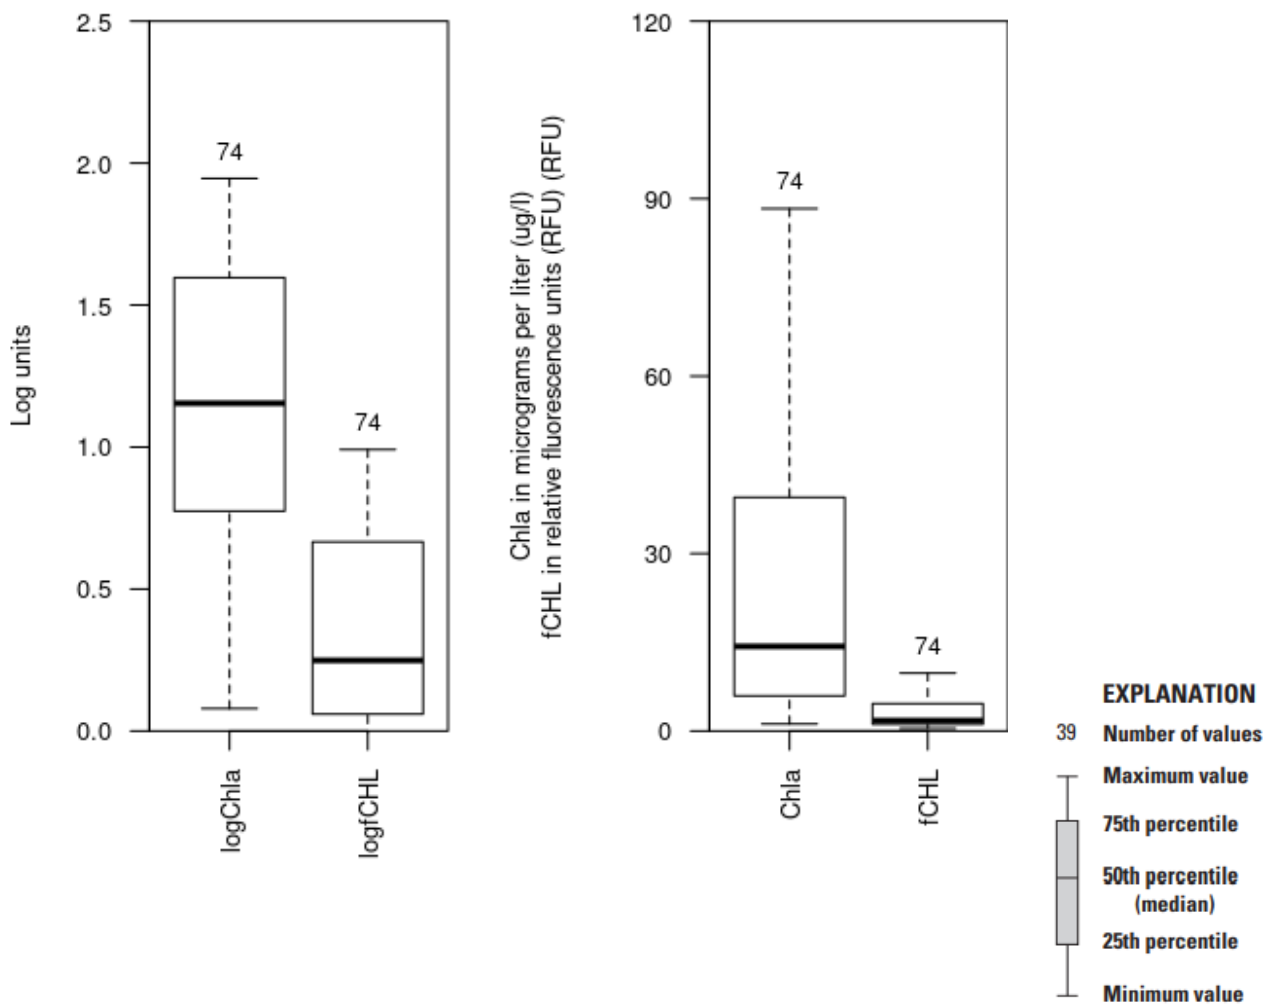 Log units
2.5
2.0
1.5
1.0
0.5
0.0
74
74
logChla
logfCHL
Chla in micrograms per liter (ug/l)
fCHL in relative fluorescence units (RFU) (RFU)
120
90
60
30
0
74
74
Chla
fCHL
EXPLANATION
39 Number of values
Maximum value
75th percentile
50th percentile
(median)
25th percentile
Minimum value